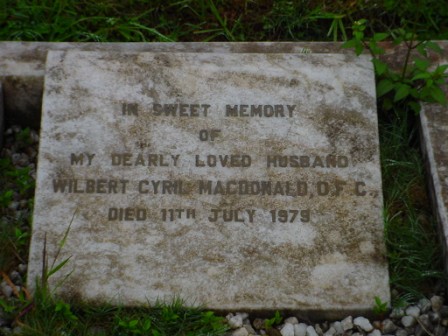 IN SWEET MEMORY
OF
MY DEARLY LOVED HUSBAND
WILBERT CYRIL MACDONALD, D.F.C.,
DIED 11TH JULY 1979